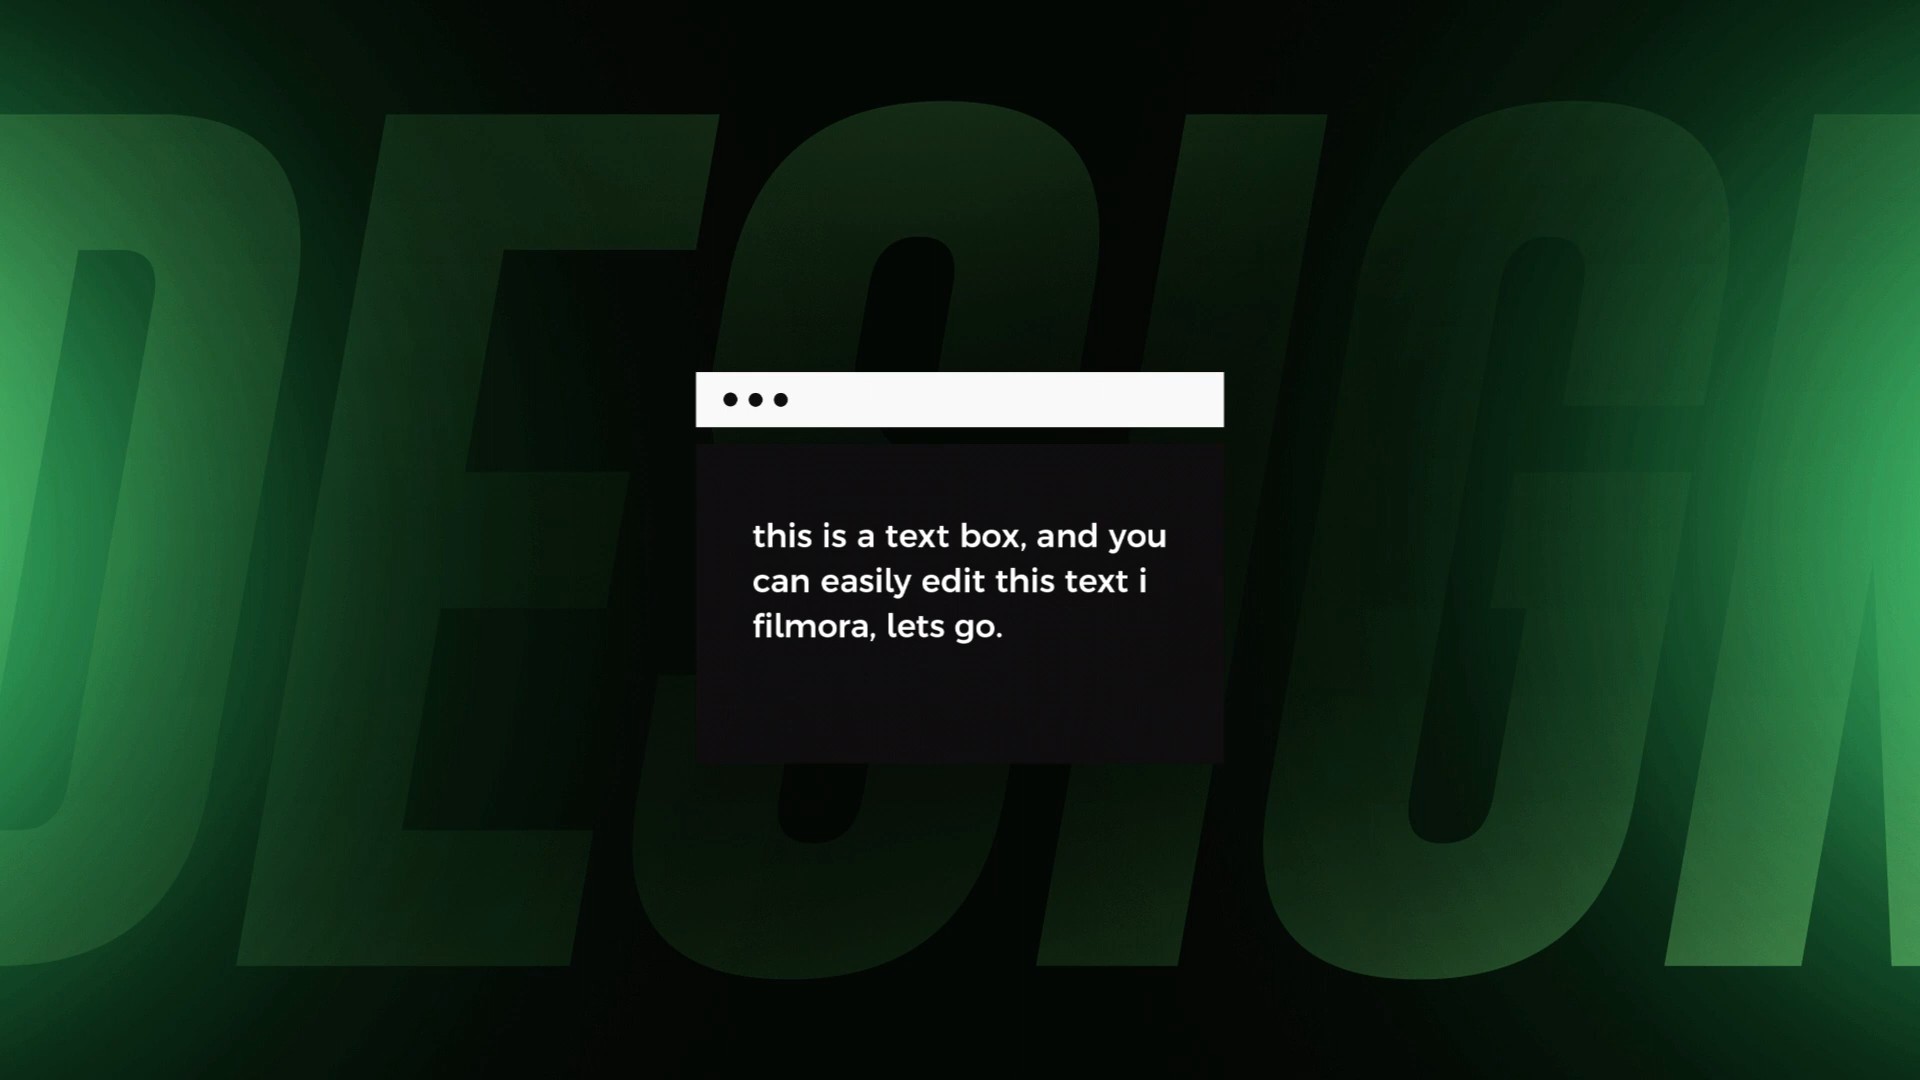 DESIGN
this is a text box, and you
can easily edit this text i
filmora, lets go.